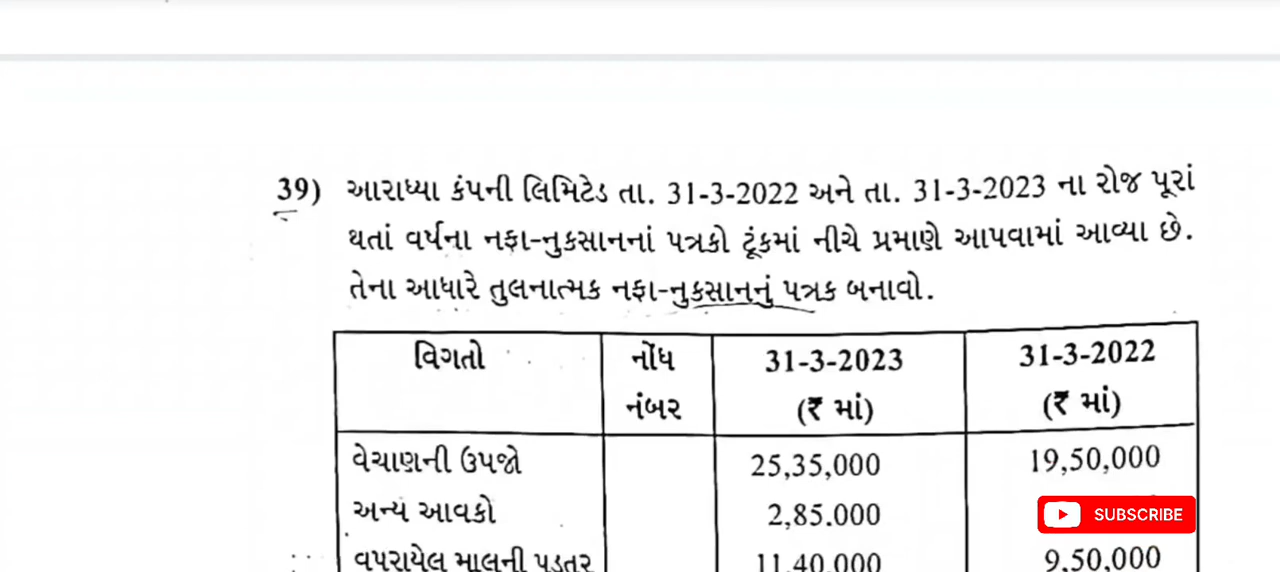 39) આરાધ્યા કંપની લિમિટેડ તા. 31-3-2022 અને તા. 31-3-2023 ના રોજ પૂરાં
થતાં વર્ષના નફા-નુકસાનનાં પત્રકો ટૂંકમાં નીચે પ્રમાણે આપવામાં આવ્યા છે.
તેના આધારે તુલનાત્મક નફા-નુકસાનનું પત્રક બનાવો.
વિગતો નોંધ નંબર 31-3-2023 (₹ માં) 31-3-2022 (₹ માં)
વેચાણની ઉપજો 25,35,000 19,50,000
અન્ય આવકો 2,85.000 SUBSCRIBE
વપરાયેલ માલની પડતર 11,40,000 9,50,000